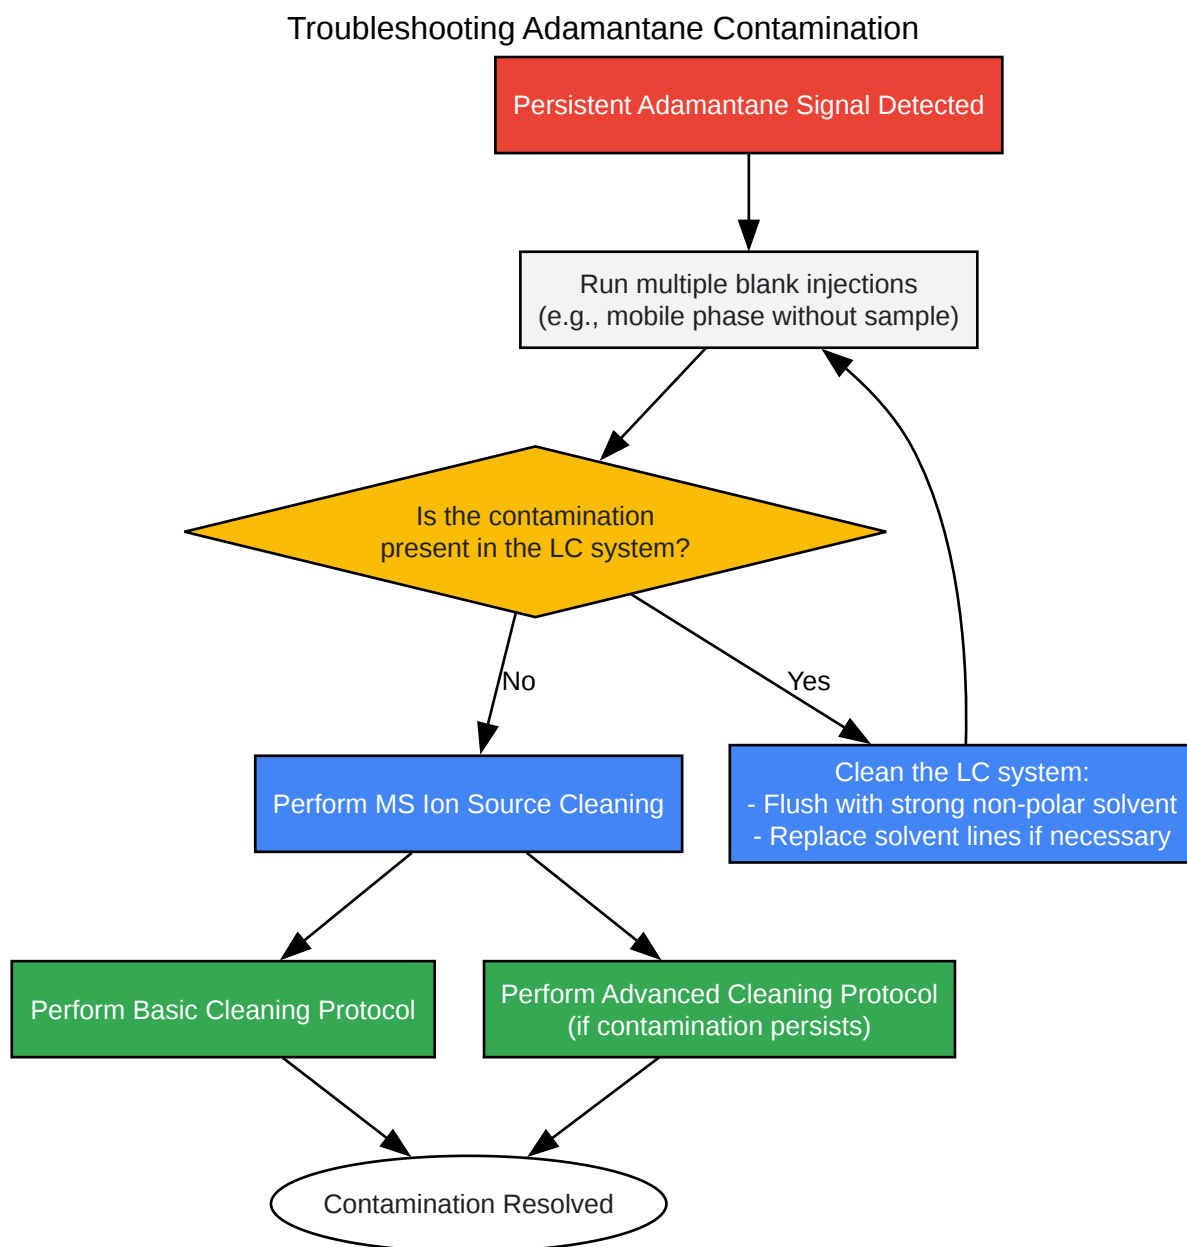 Troubleshooting Adamantane Contamination
Persistent Adamantane Signal Detected
Run multiple blank injections
(e.g., mobile phase without sample)
Is the contamination
present in the LC system?
No
Yes
Perform MS Ion Source Cleaning
Clean the LC system:
- Flush with strong non-polar solvent
- Replace solvent lines if necessary
Perform Basic Cleaning Protocol
Perform Advanced Cleaning Protocol
(if contamination persists)
Contamination Resolved